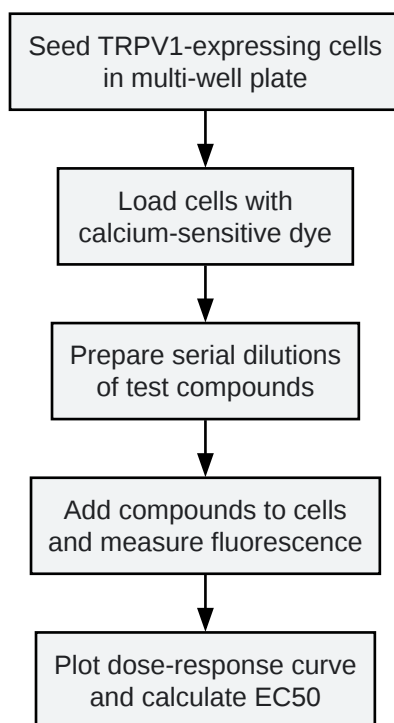 Seed TRPV1-expressing cells
in multi-well plate
Load cells with
calcium-sensitive dye
Prepare serial dilutions
of test compounds
Add compounds to cells
and measure fluorescence
Plot dose-response curve
and calculate EC50